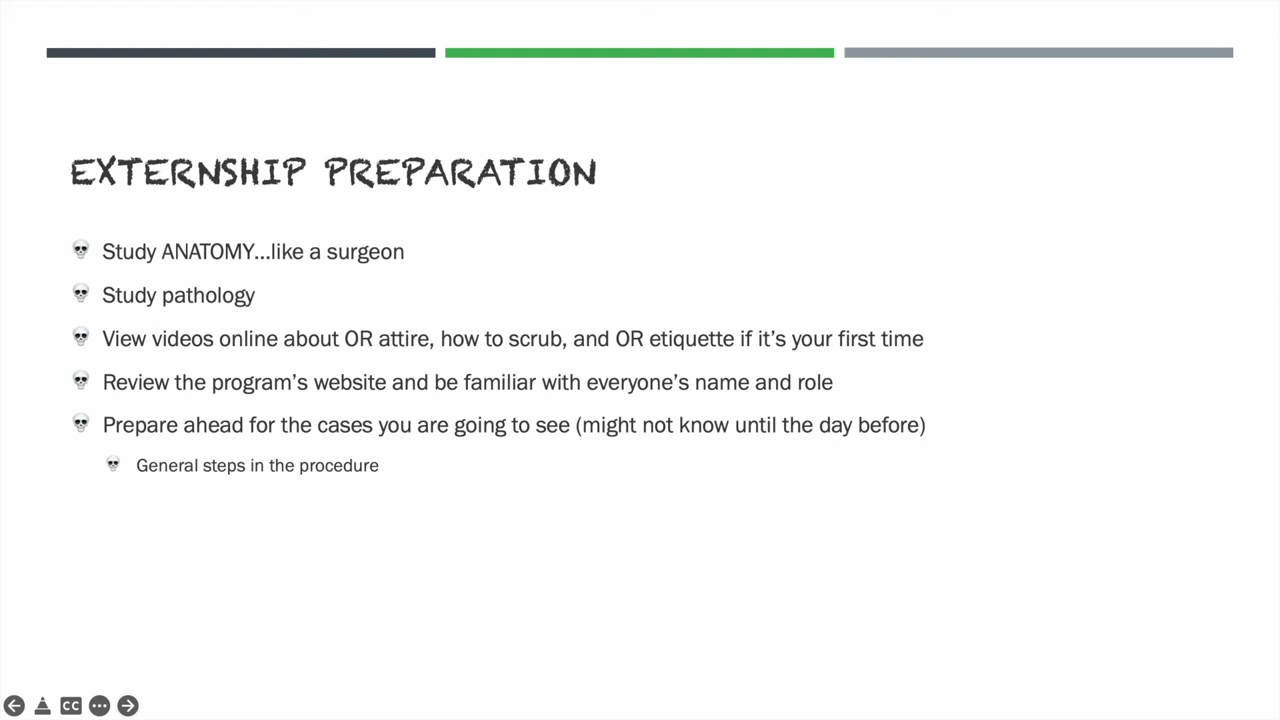 EXTERNSHIP PREPARATION
Study ANATOMY...like a surgeon
Study pathology
View videos online about OR attire, how to scrub, and OR etiquette if it's your first time
Review the program's website and be familiar with everyone's name and role
Prepare ahead for the cases you are going to see (might not know until the day before)
General steps in the procedure
CC